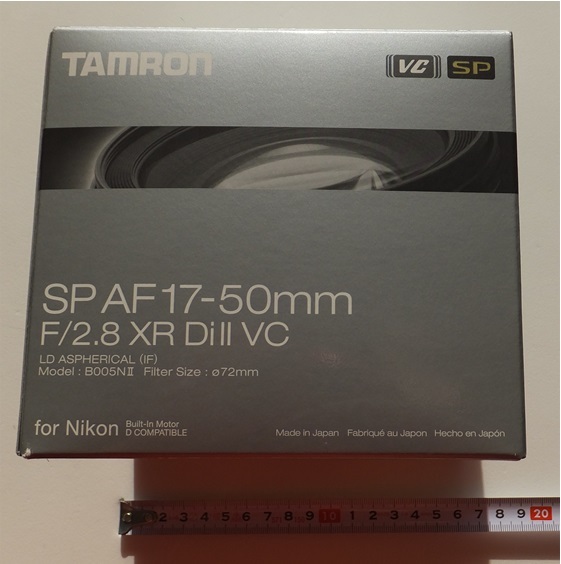 TAMRON
VC SP
SP AF 17-50mm
F/2.8 XR Di II VC
LD ASPHERICAL (IF)
Model : B005NII Filter Size : ø72mm
for Nikon Built-In Motor
D COMPATIBLE
Made in Japan Fabriqué au Japon Hecho en Japón
2 3 4 5 6 7 8 9 10 1 2 3 4 5 6 7 8 9 20